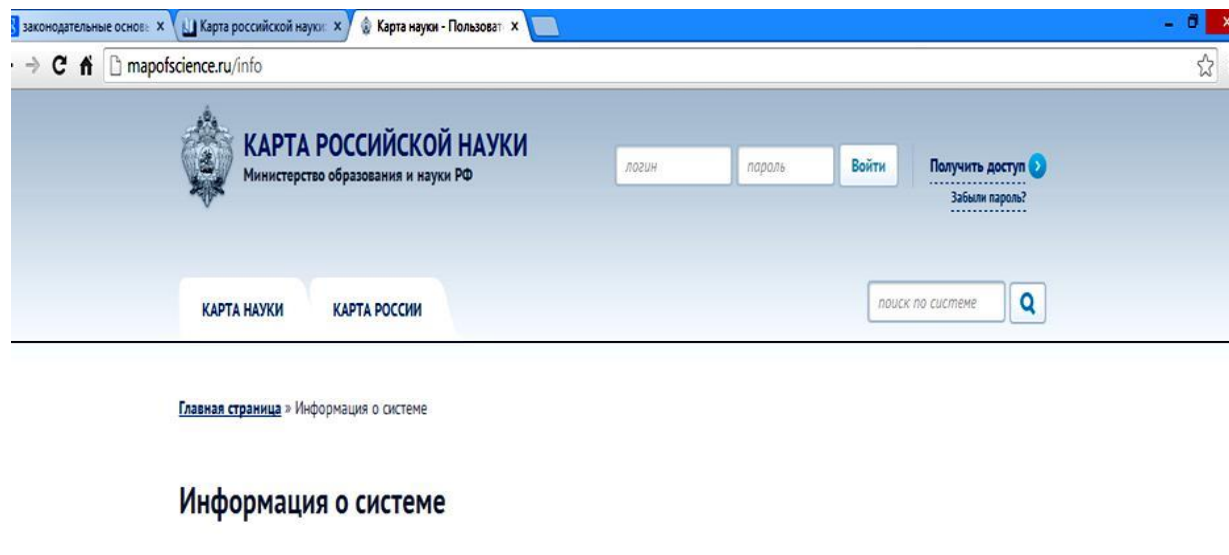 законодательные основ
Карта российской науки:
Карта науки - Пользоват
mapofscience.ru/info
КАРТА РОССИЙСКОЙ НАУКИ
Министерство образования и науки РФ
логин
пароль
Войти
Получить доступ
Забыли пароль?
КАРТА НАУКИ
КАРТА РОССИИ
поиск по системе
Главная страница » Информация о системе
Информация о системе